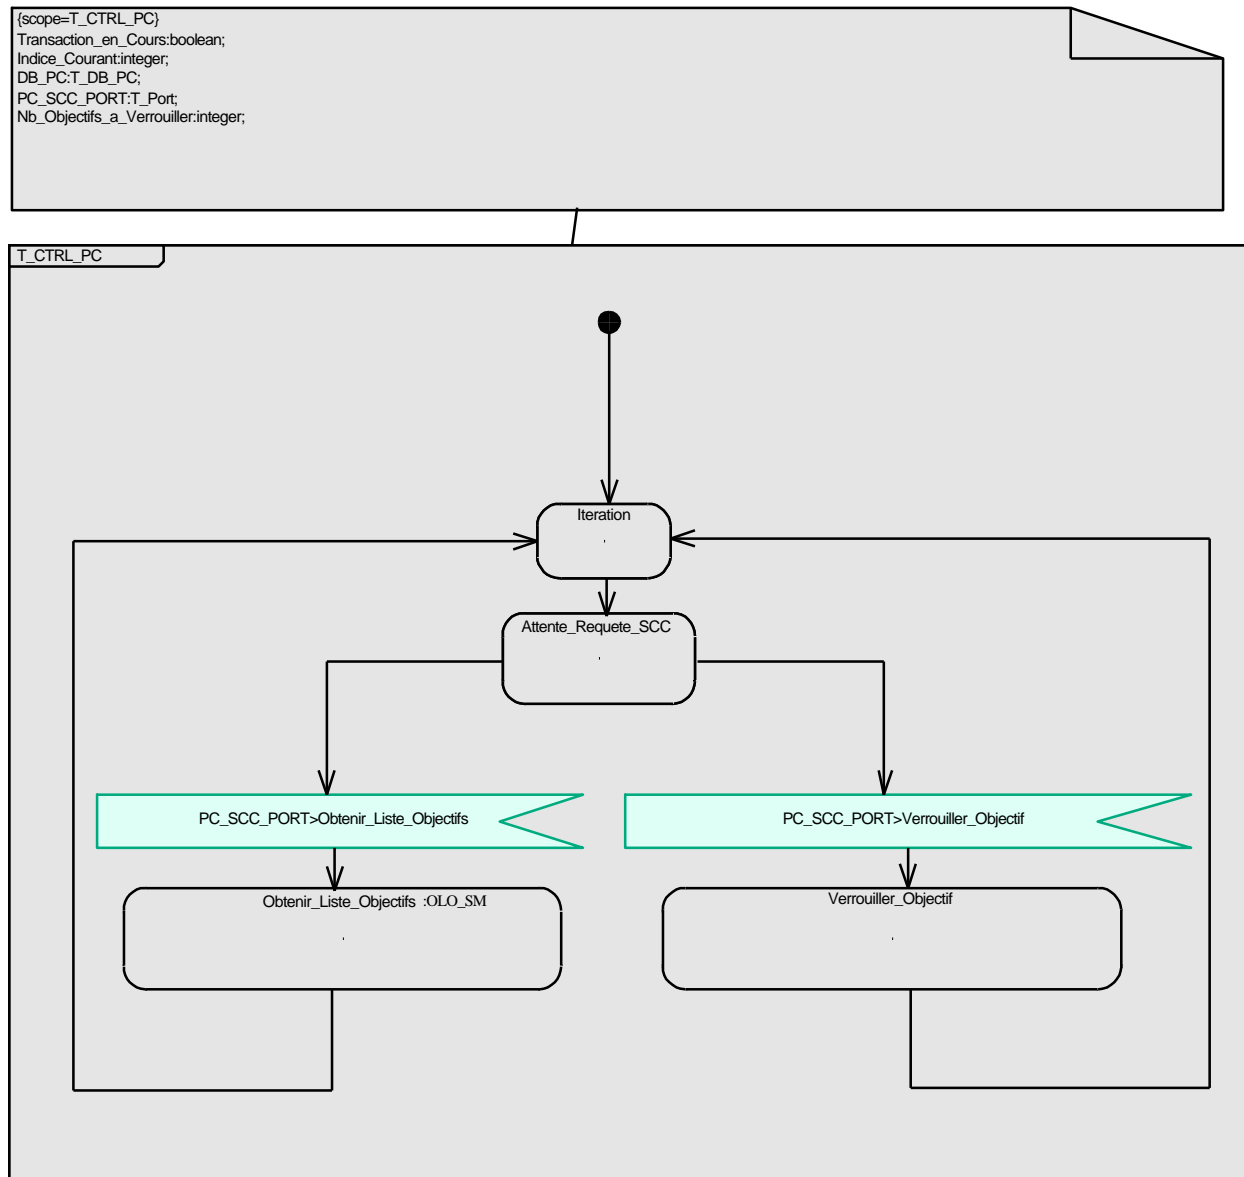 {scope=T_CTRL_PC}
Transaction_en_Cours:boolean;
Indice_Courant:integer;
DB_PC:T_DB_PC;
PC_SCC_PORT:T_Port;
Nb_Objectifs_a_Verrouiller:integer;
T_CTRL_PC
Iteration
Attente_Requete_SCC
PC_SCC_PORT>Obtenir_Liste_Objectifs
PC_SCC_PORT>Verrouiller_Objectif
Obtenir_Liste_Objectifs :OLO_SM
Verrouiller_Objectif